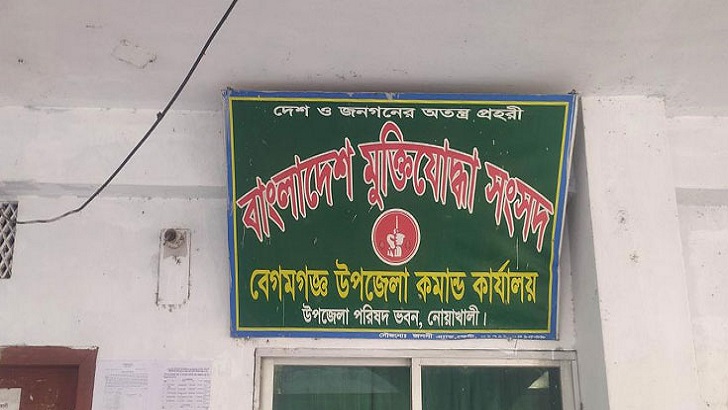 দেশ ও জনগনের অতন্ত্র প্রহরী
বাংলাদেশ মুক্তিযোদ্ধা সংসদ
বেগমগঞ্জ উপজেলা কমান্ড কার্যালয়
উপজেলা পরিষদ ভবন, নোয়াখালী।